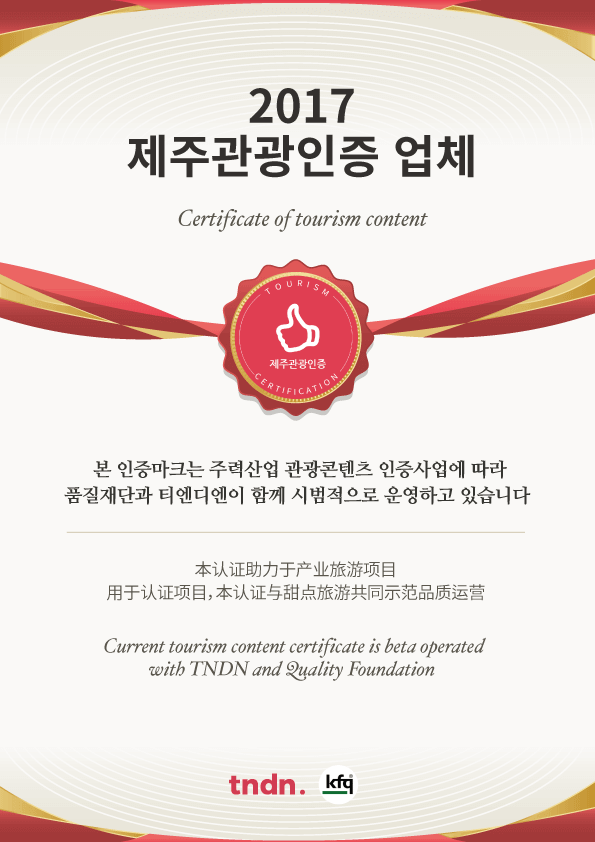 2017
제주관광인증 업체
Certificate of tourism content
TOURISM
제주관광인증
CERTIFICATION
본 인증마크는 주력산업 관광콘텐츠 인증사업에 따라
품질재단과 티엔디엔이 함께 시범적으로 운영하고 있습니다
本认证助力于产业旅游项目
用于认证项目，本认证与甜点旅游共同示范品质运营
Current tourism content certificate is beta operated
with TNDN and Quality Foundation
tndn. kfq